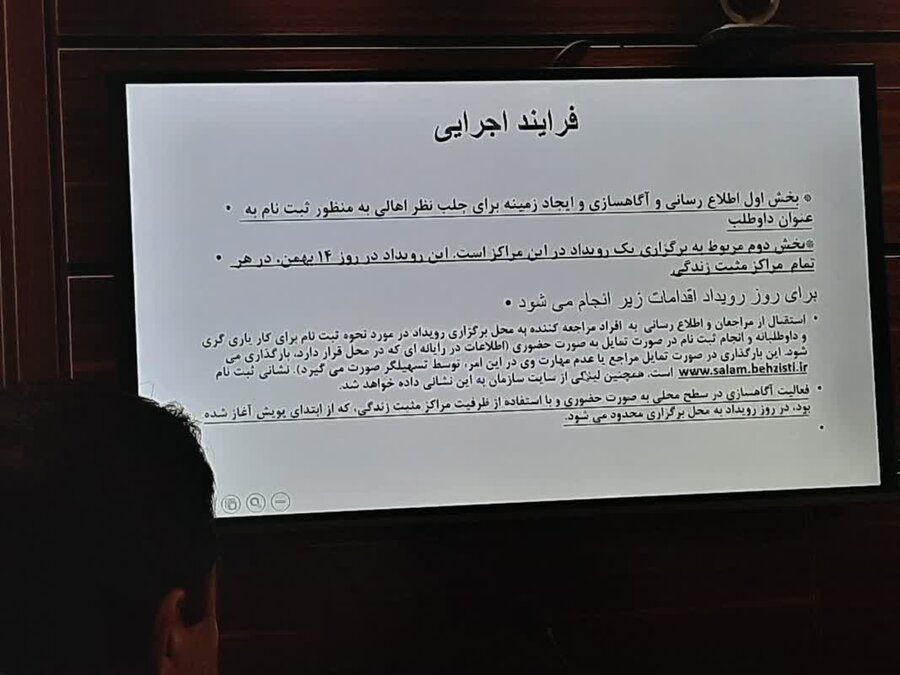 فرایند اجرایی
* بخش اول اطلاع رسانی و آگاهسازی و ایجاد زمینه برای جلب نظر اهالی به منظور ثبت نام به •
عنوان داوطلب
*بخش دوم مربوط به برگزاری یک رویداد در این مراکز است. این رویداد در روز ۱۴ بهمن، در هر •
تمام مراکز مثبت زندگی
برای روز رویداد اقدامات زیر انجام می شود •
• استقبال از مراجعان و اطلاع رسانی به افراد مراجعه کننده به محل برگزاری رویداد در مورد نحوه ثبت نام برای کار یاری گری
و داوطلبانه و انجام ثبت نام در صورت تمایل به صورت حضوری (اطلاعات در رایانه ای که در محل قرار دارد، بارگذاری می
شود. این بارگذاری در صورت تمایل مراجع یا عدم مهارت وی در این امر، توسط تسهیلگر صورت می گیرد). نشانی ثبت نام
www.salam.behzisti.ir است. همچنین لینکی از سایت سازمان به این نشانی داده خواهد شد.
• فعالیت آگاهسازی در سطح محلی به صورت حضوری و با استفاده از ظرفیت مراکز مثبت زندگی، که از ابتدای پویش آغاز شده
بود، در روز رویداد به محل برگزاری محدود می شود.